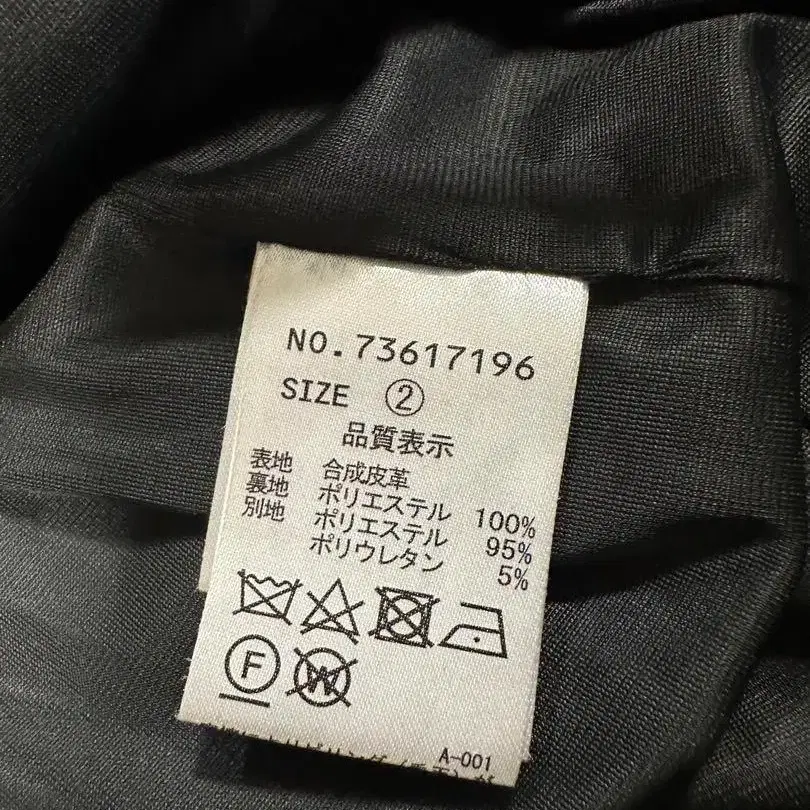 NO.73617196
SIZE ②
品質表示
表地 合成皮革
裏地 ポリエステル 100%
別地 ポリエステル 95%
ポリウレタン 5%
F W
A-001